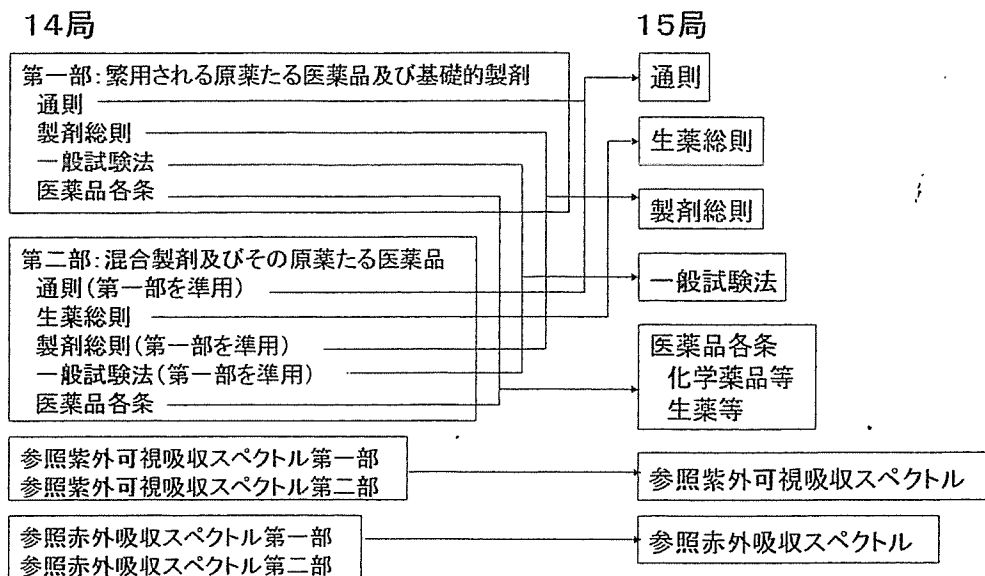 14局
第一部:繁用される原薬たる医薬品及び基礎的製剤
通則
製剤総則
一般試験法
医薬品各条
第二部:混合製剤及びその原薬たる医薬品
通則(第一部を準用)
生薬総則
製剤総則(第一部を準用)
一般試験法(第一部を準用)
医薬品各条
参照紫外可視吸収スペクトル第一部
参照紫外可視吸収スペクトル第二部
参照赤外吸収スペクトル第一部
参照赤外吸収スペクトル第二部
15局
通則
生薬総則
製剤総則
一般試験法
医薬品各条
化学薬品等
生薬等
参照紫外可視吸収スペクトル
参照赤外吸収スペクトル